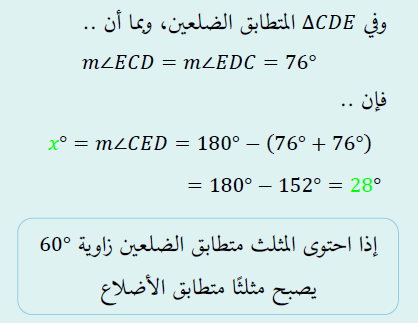 وفي ΔCDE المتطابق الضلعين، وبما أن ..
m∠ECD = m∠EDC = 76°
فإن ..
x° = m∠CED = 180° − (76° + 76°)
= 180° − 152° = 28°
إذا احتوى المثلث متطابق الضلعين زاوية 60°
يصبح مثلثًا متطابق الأضلاع